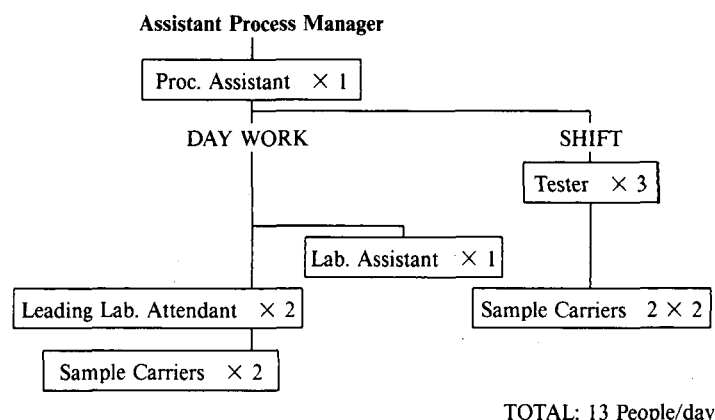 Assistant Process Manager
Proc. Assistant × 1
DAY WORK
SHIFT
Tester × 3
Lab. Assistant × 1
Leading Lab. Attendant × 2
Sample Carriers 2 × 2
Sample Carriers × 2
TOTAL: 13 People/day